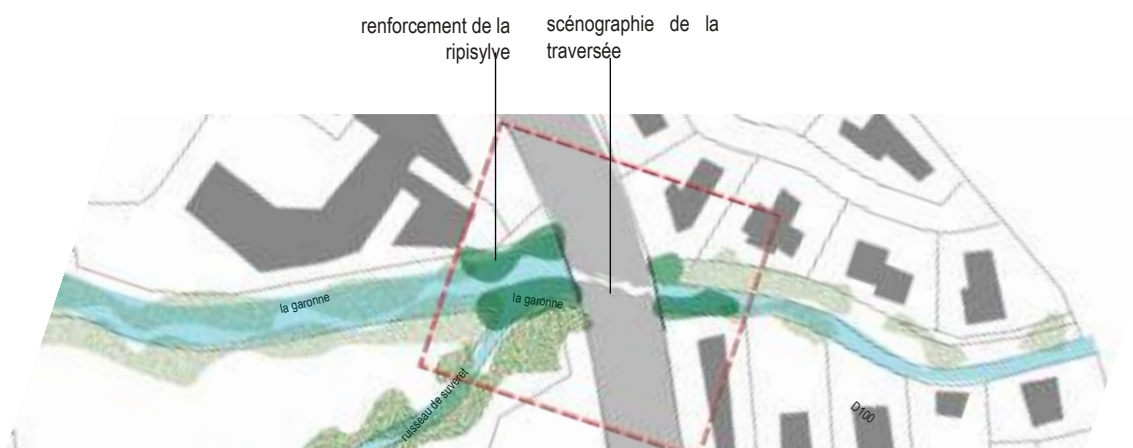 renforcement de la
ripisylve
scénographie de la
traversée
la garonne
la garonne
ruisseau de suveret
D100